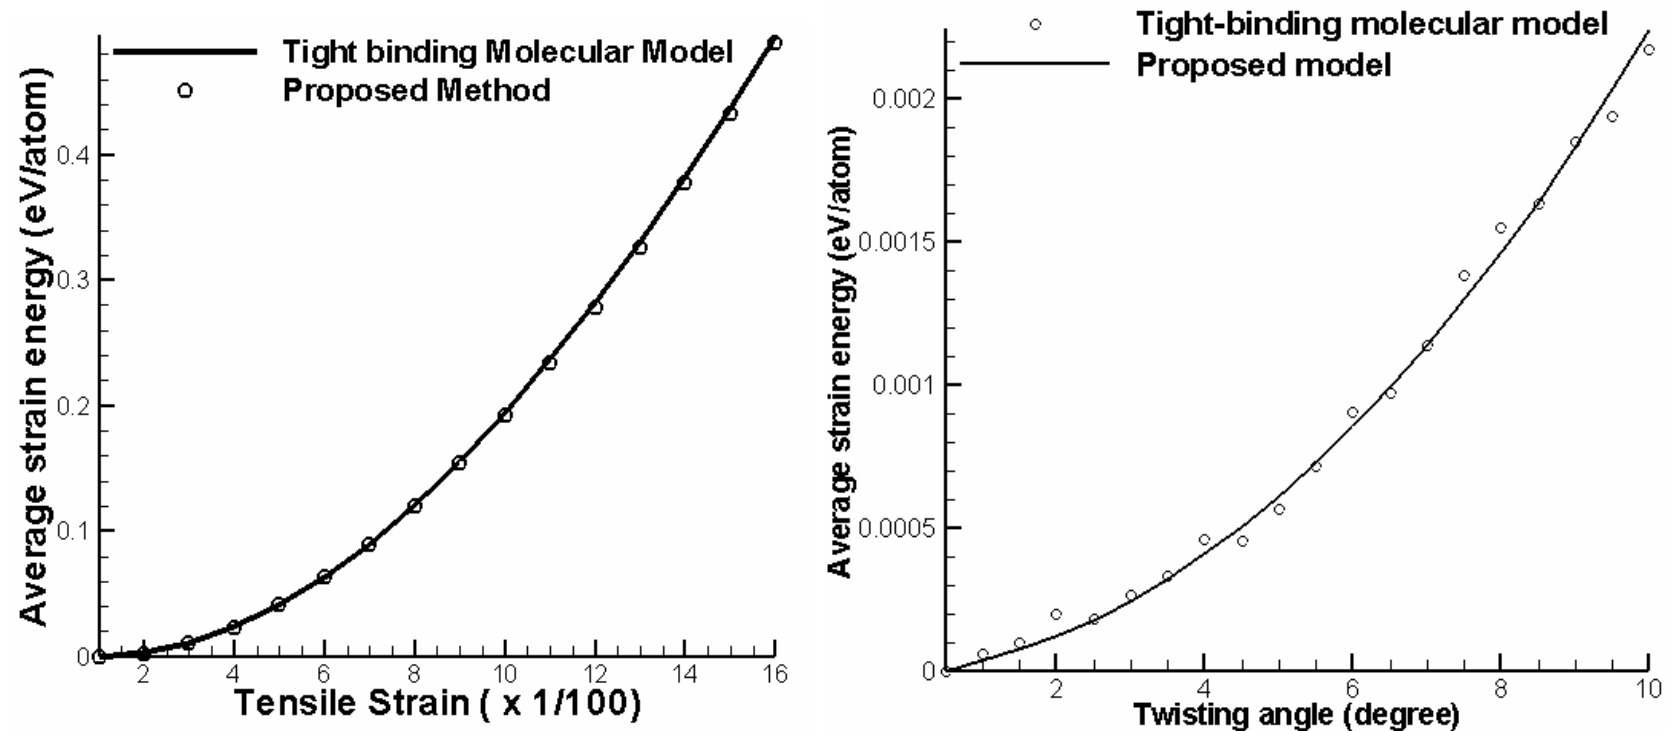 Tight binding Molecular Model
Proposed Method
Average strain energy (eV/atom)
0.4
0.3
0.2
0.1
0
2
4
6
8
10
12
14
16
Tensile Strain ( x 1/100)
Tight-binding molecular model
Proposed model
Average strain energy (eV/atom)
0.002
0.0015
0.001
0.0005
0
2
4
6
8
10
Twisting angle (degree)